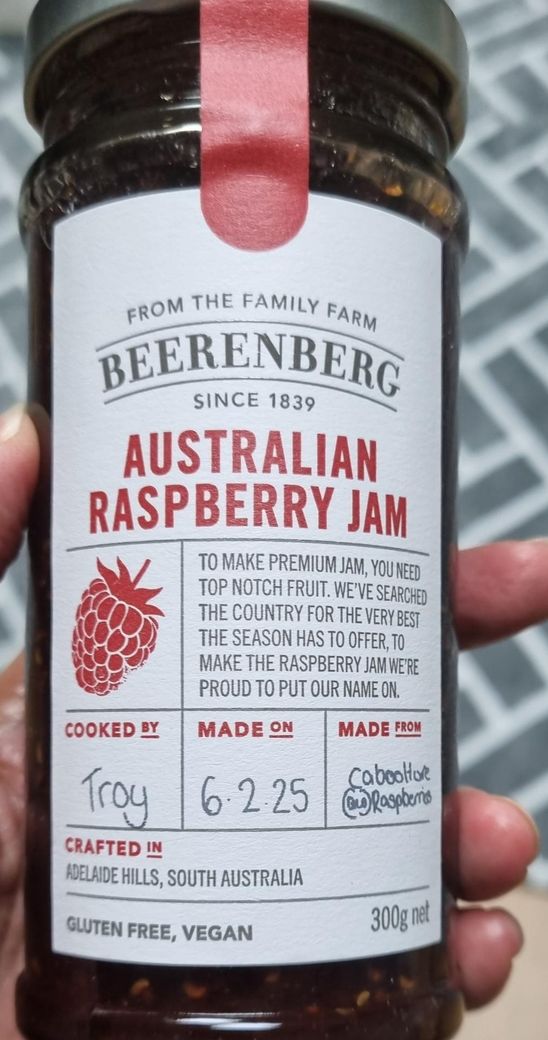 FROM THE FAMILY FARM
BEERENBERG
SINCE 1839
AUSTRALIAN
RASPBERRY JAM
TO MAKE PREMIUM JAM, YOU NEED
TOP NOTCH FRUIT. WE'VE SEARCHED
THE COUNTRY FOR THE VERY BEST
THE SEASON HAS TO OFFER, TO
MAKE THE RASPBERRY JAM WE'RE
PROUD TO PUT OUR NAME ON.
COOKED BY
Troy
MADE ON
6.2.25
MADE FROM
Caboolture
Raspberries
CRAFTED IN
ADELAIDE HILLS, SOUTH AUSTRALIA
GLUTEN FREE, VEGAN
300g net